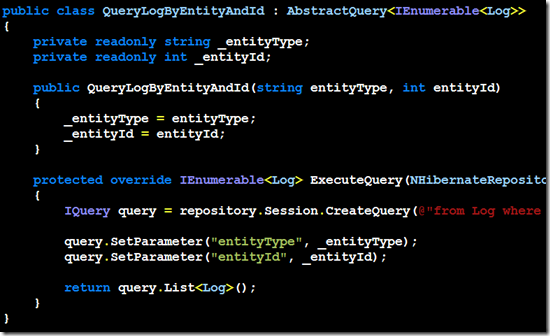 public class QueryLogByEntityAndId : AbstractQuery<IEnumerable<Log>>
{
    private readonly string _entityType;
    private readonly int _entityId;

    public QueryLogByEntityAndId(string entityType, int entityId)
    {
        _entityType = entityType;
        _entityId = entityId;
    }

    protected override IEnumerable<Log> ExecuteQuery(NHibernateReposito
    {
        IQuery query = repository.Session.CreateQuery(@"from Log where

        query.SetParameter("entityType", _entityType);
        query.SetParameter("entityId", _entityId);

        return query.List<Log>();
    }
}